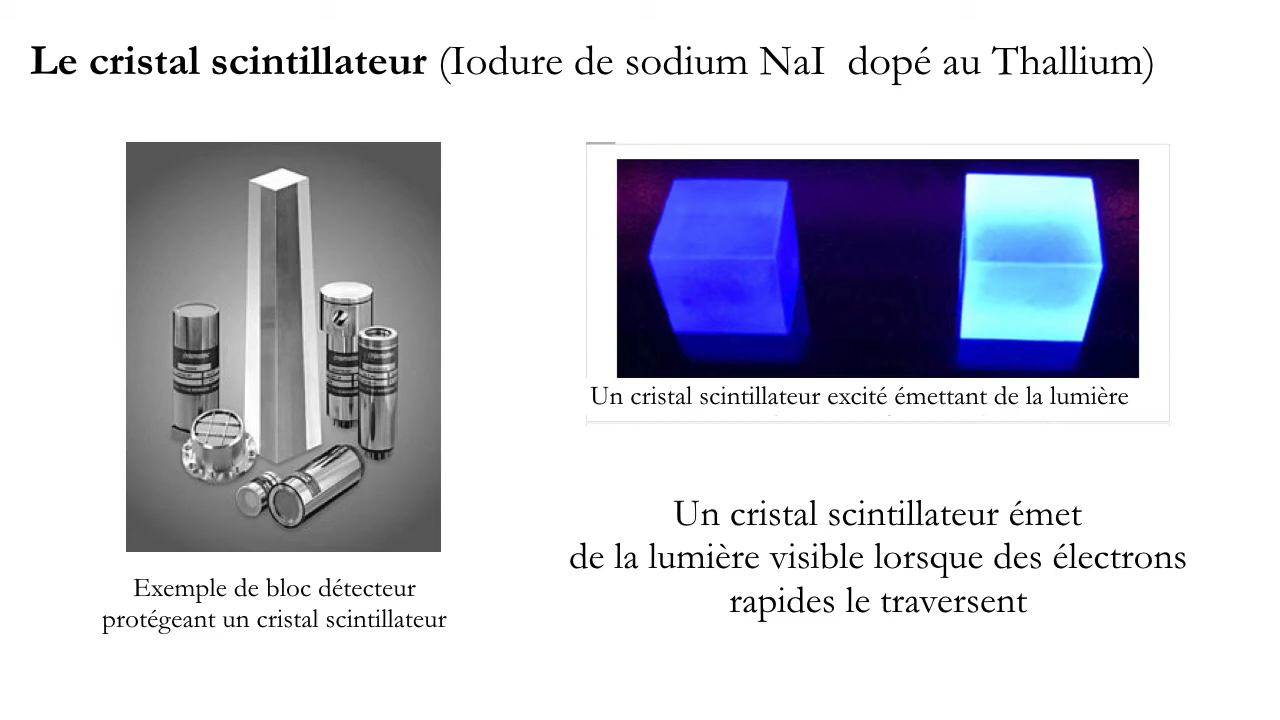 Le cristal scintillateur (Iodure de sodium NaI dopé au Thallium)
Un cristal scintillateur excité émettant de la lumière
Un cristal scintillateur émet
de la lumière visible lorsque des électrons
rapides le traversent
Exemple de bloc détecteur
protégeant un cristal scintillateur